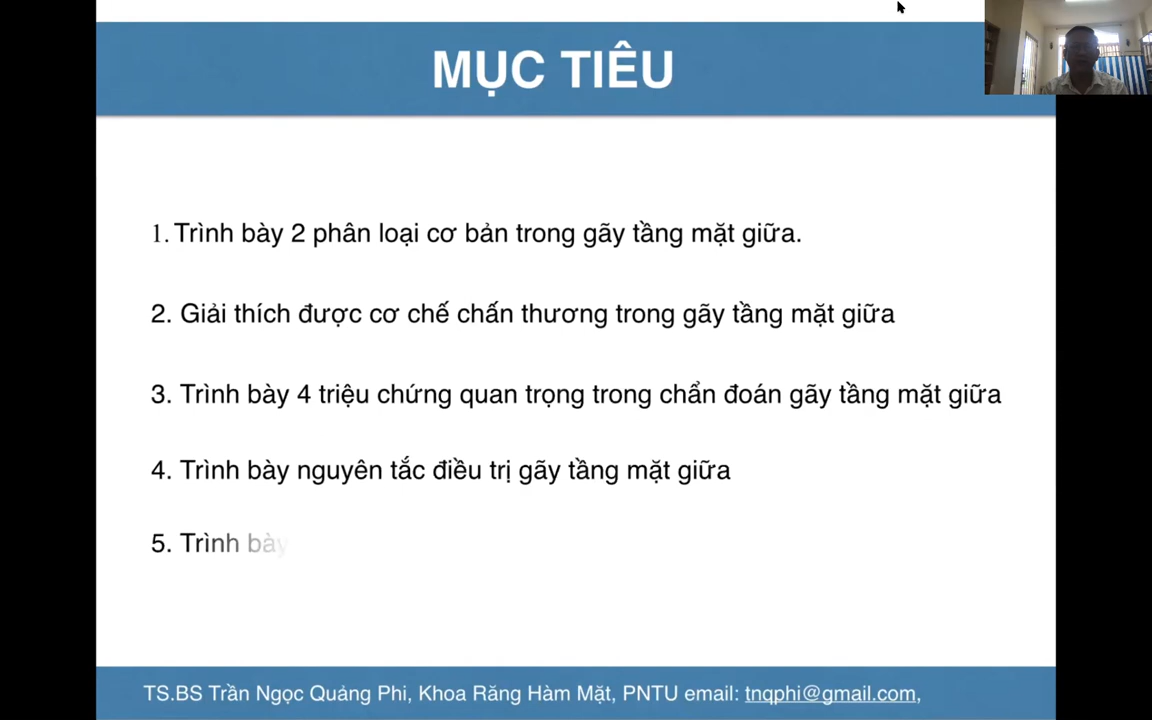 MỤC TIÊU
1. Trình bày 2 phân loại cơ bản trong gãy tầng mặt giữa.
2. Giải thích được cơ chế chấn thương trong gãy tầng mặt giữa
3. Trình bày 4 triệu chứng quan trọng trong chẩn đoán gãy tầng mặt giữa
4. Trình bày nguyên tắc điều trị gãy tầng mặt giữa
5. Trình bày
TS.BS Trần Ngọc Quảng Phi, Khoa Răng Hàm Mặt, PNTU email: tnqphi@gmail.com,